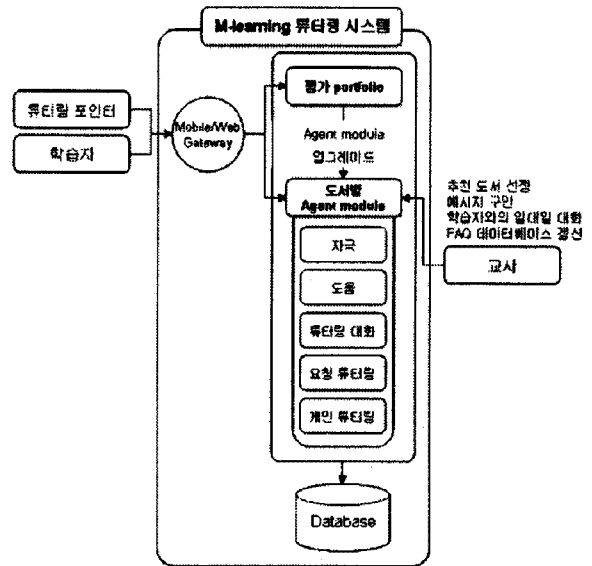 M-learning 튜터링 시스템
평가 portfolio
튜터링 포인터
학습자
Mobile/Web
Gateway
Agent module
업그레이드
도서별
Agent module
추천 도서 선정
메시지 구안
학습자와의 일대일 대화
FAQ 데이터베이스 갱신
교사
자극
도움
튜터링 대화
요청 튜터링
개인 튜터링
Database